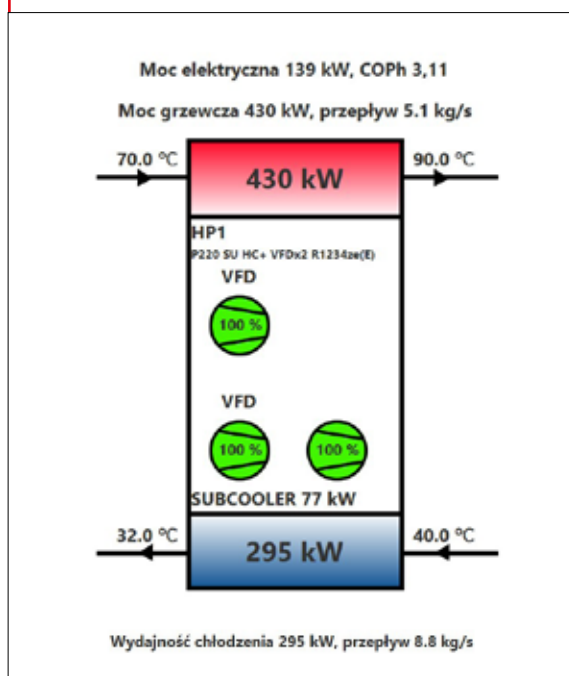 Moc elektryczna 139 kW, COPh 3,11
Moc grzewcza 430 kW, przepływ 5.1 kg/s
70.0 °C
90.0 °C
430 kW
HP1
P220 SU HC+ VFDx2 R1234ze(E)
VFD
100 %
VFD
100 %
100 %
SUBCOOLER 77 kW
32.0 °C
40.0 °C
295 kW
Wydajność chłodzenia 295 kW, przepływ 8.8 kg/s